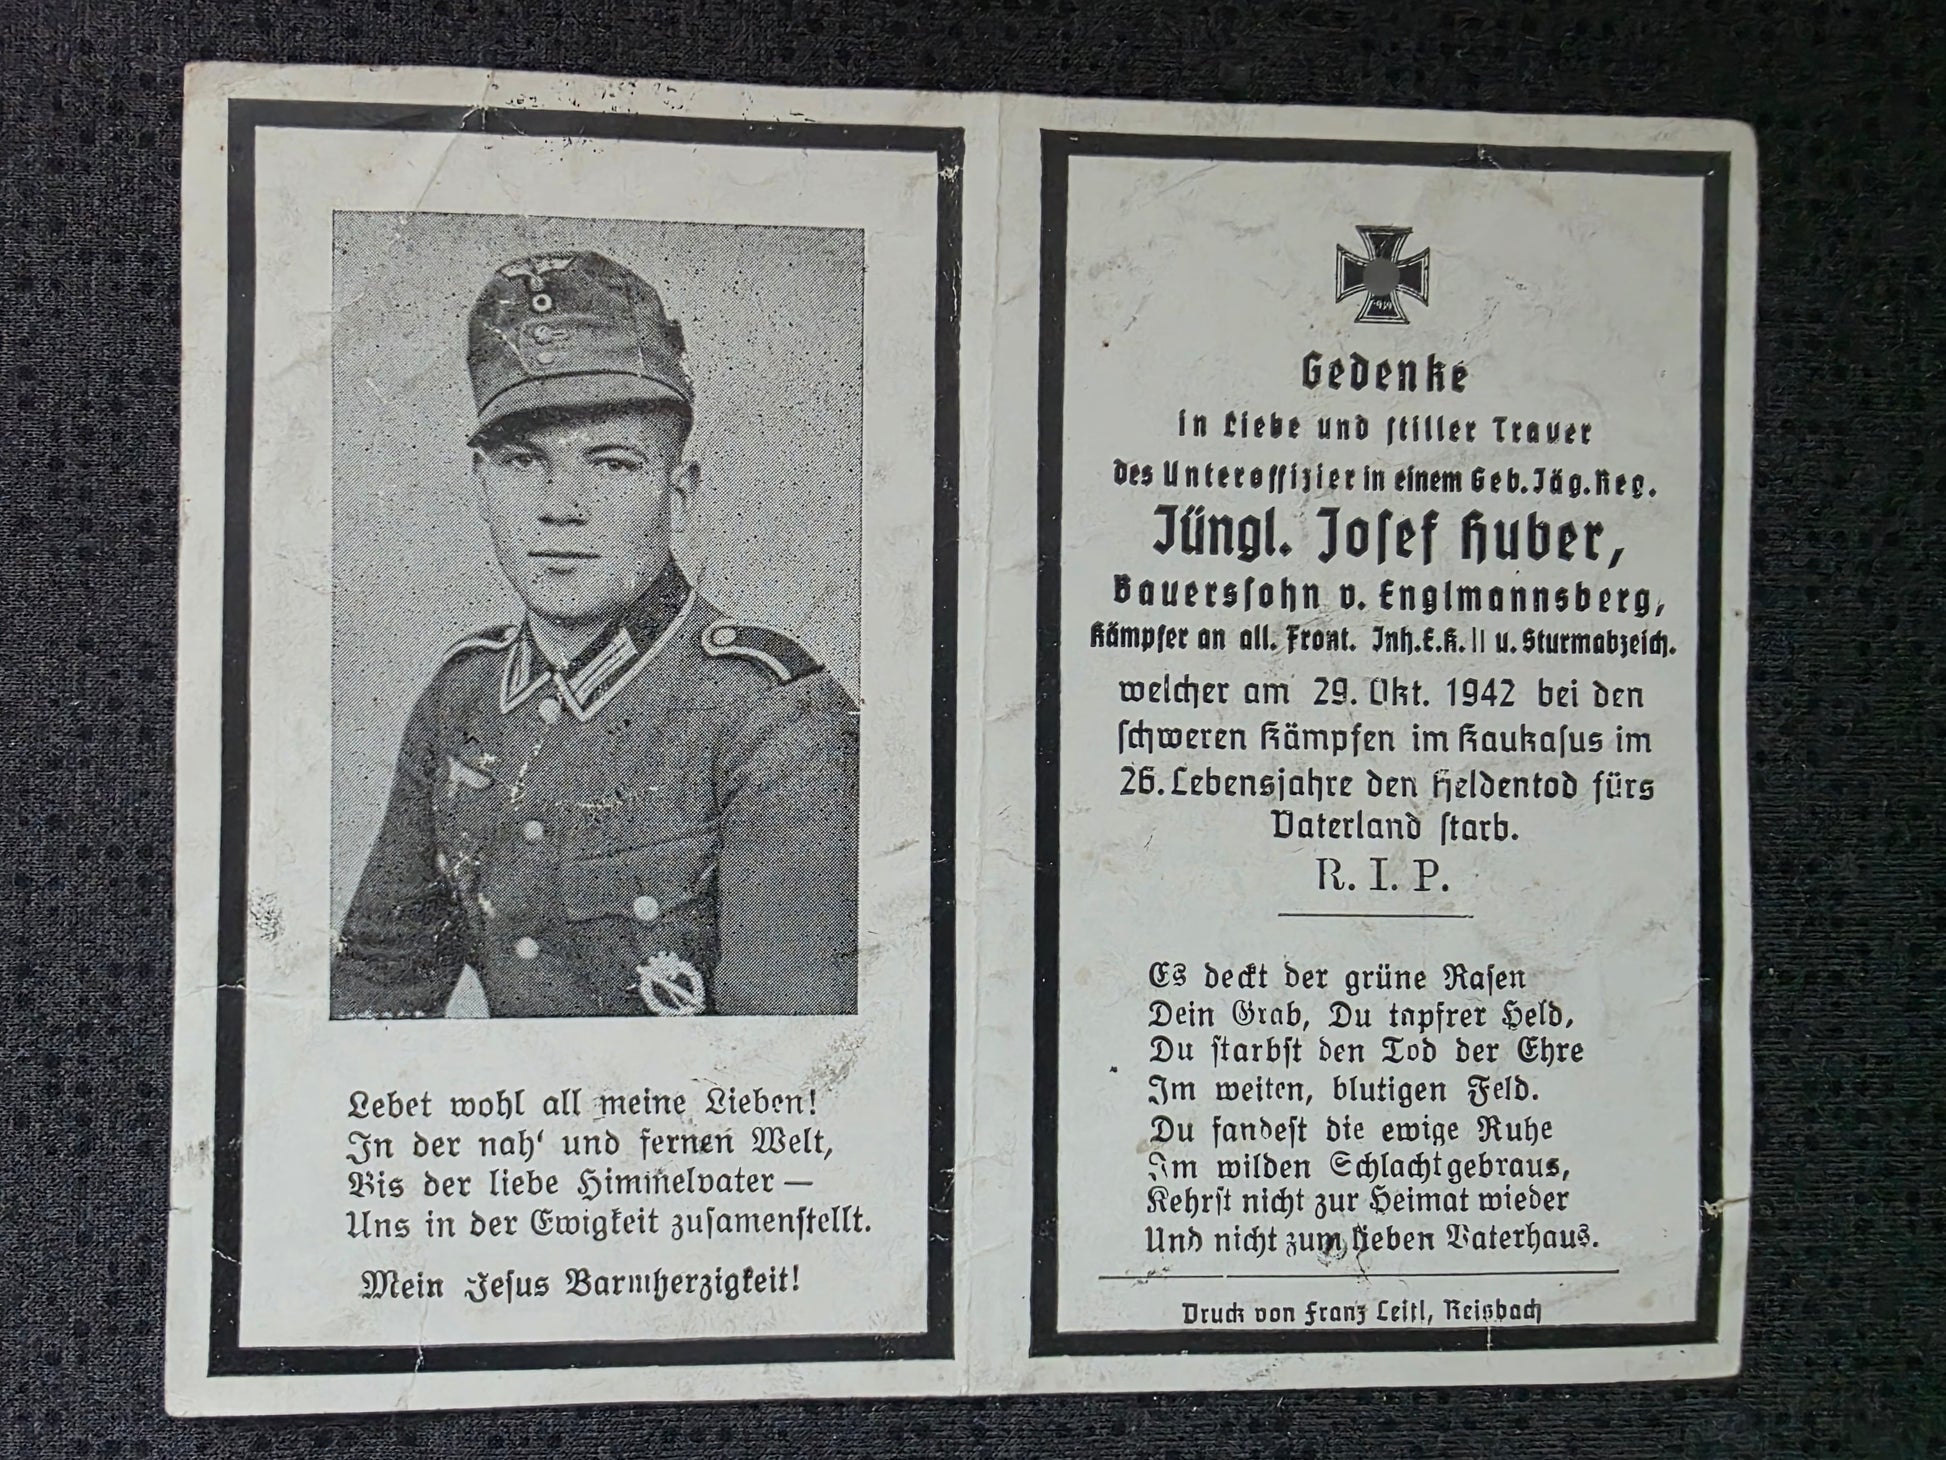 Lebet wohl all meine Lieben!
In der nah' und fernen Welt,
Bis der liebe Himmelvater —
Uns in der Ewigkeit zusamenstellt.
Mein Jesus Barmherzigkeit!
1939
Gedenke
in Liebe und stiller Trauer
des Unteroffizier in einem Geb. Jäg. Reg.
Jüngl. Josef Huber,
Bauerssohn v. Englmannsberg,
Kämpfer an all. Front. Inh. E. K. II u. Sturmabzeich.
welcher am 29. Okt. 1942 bei den
schweren Kämpfen im Kaukasus im
26. Lebensjahre den Heldentod fürs
Vaterland starb.
R. I. P.
Es deckt der grüne Rasen
Dein Grab, Du tapfrer Held,
Du starbst den Tod der Ehre
Im weiten, blutigen Feld.
Du fandest die ewige Ruhe
Im wilden Schlachtgebraus,
Kehrst nicht zur Heimat wieder
Und nicht zum lieben Vaterhaus.
Druck von Franz Leitl, Reisbach